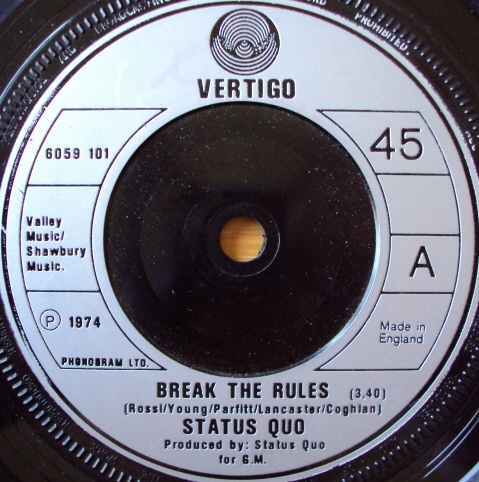 VERTIGO
6059 101
45
Valley
Music/
Shawbury
Music.
A
Ⓟ 1974
Made in
England
PHONOGRAM LTD.
BREAK THE RULES (3,40)
(Rossi/Young/Parfitt/Lancaster/Coghlan)
STATUS QUO
Produced by: Status Quo
for G.M.
PROHIBITED